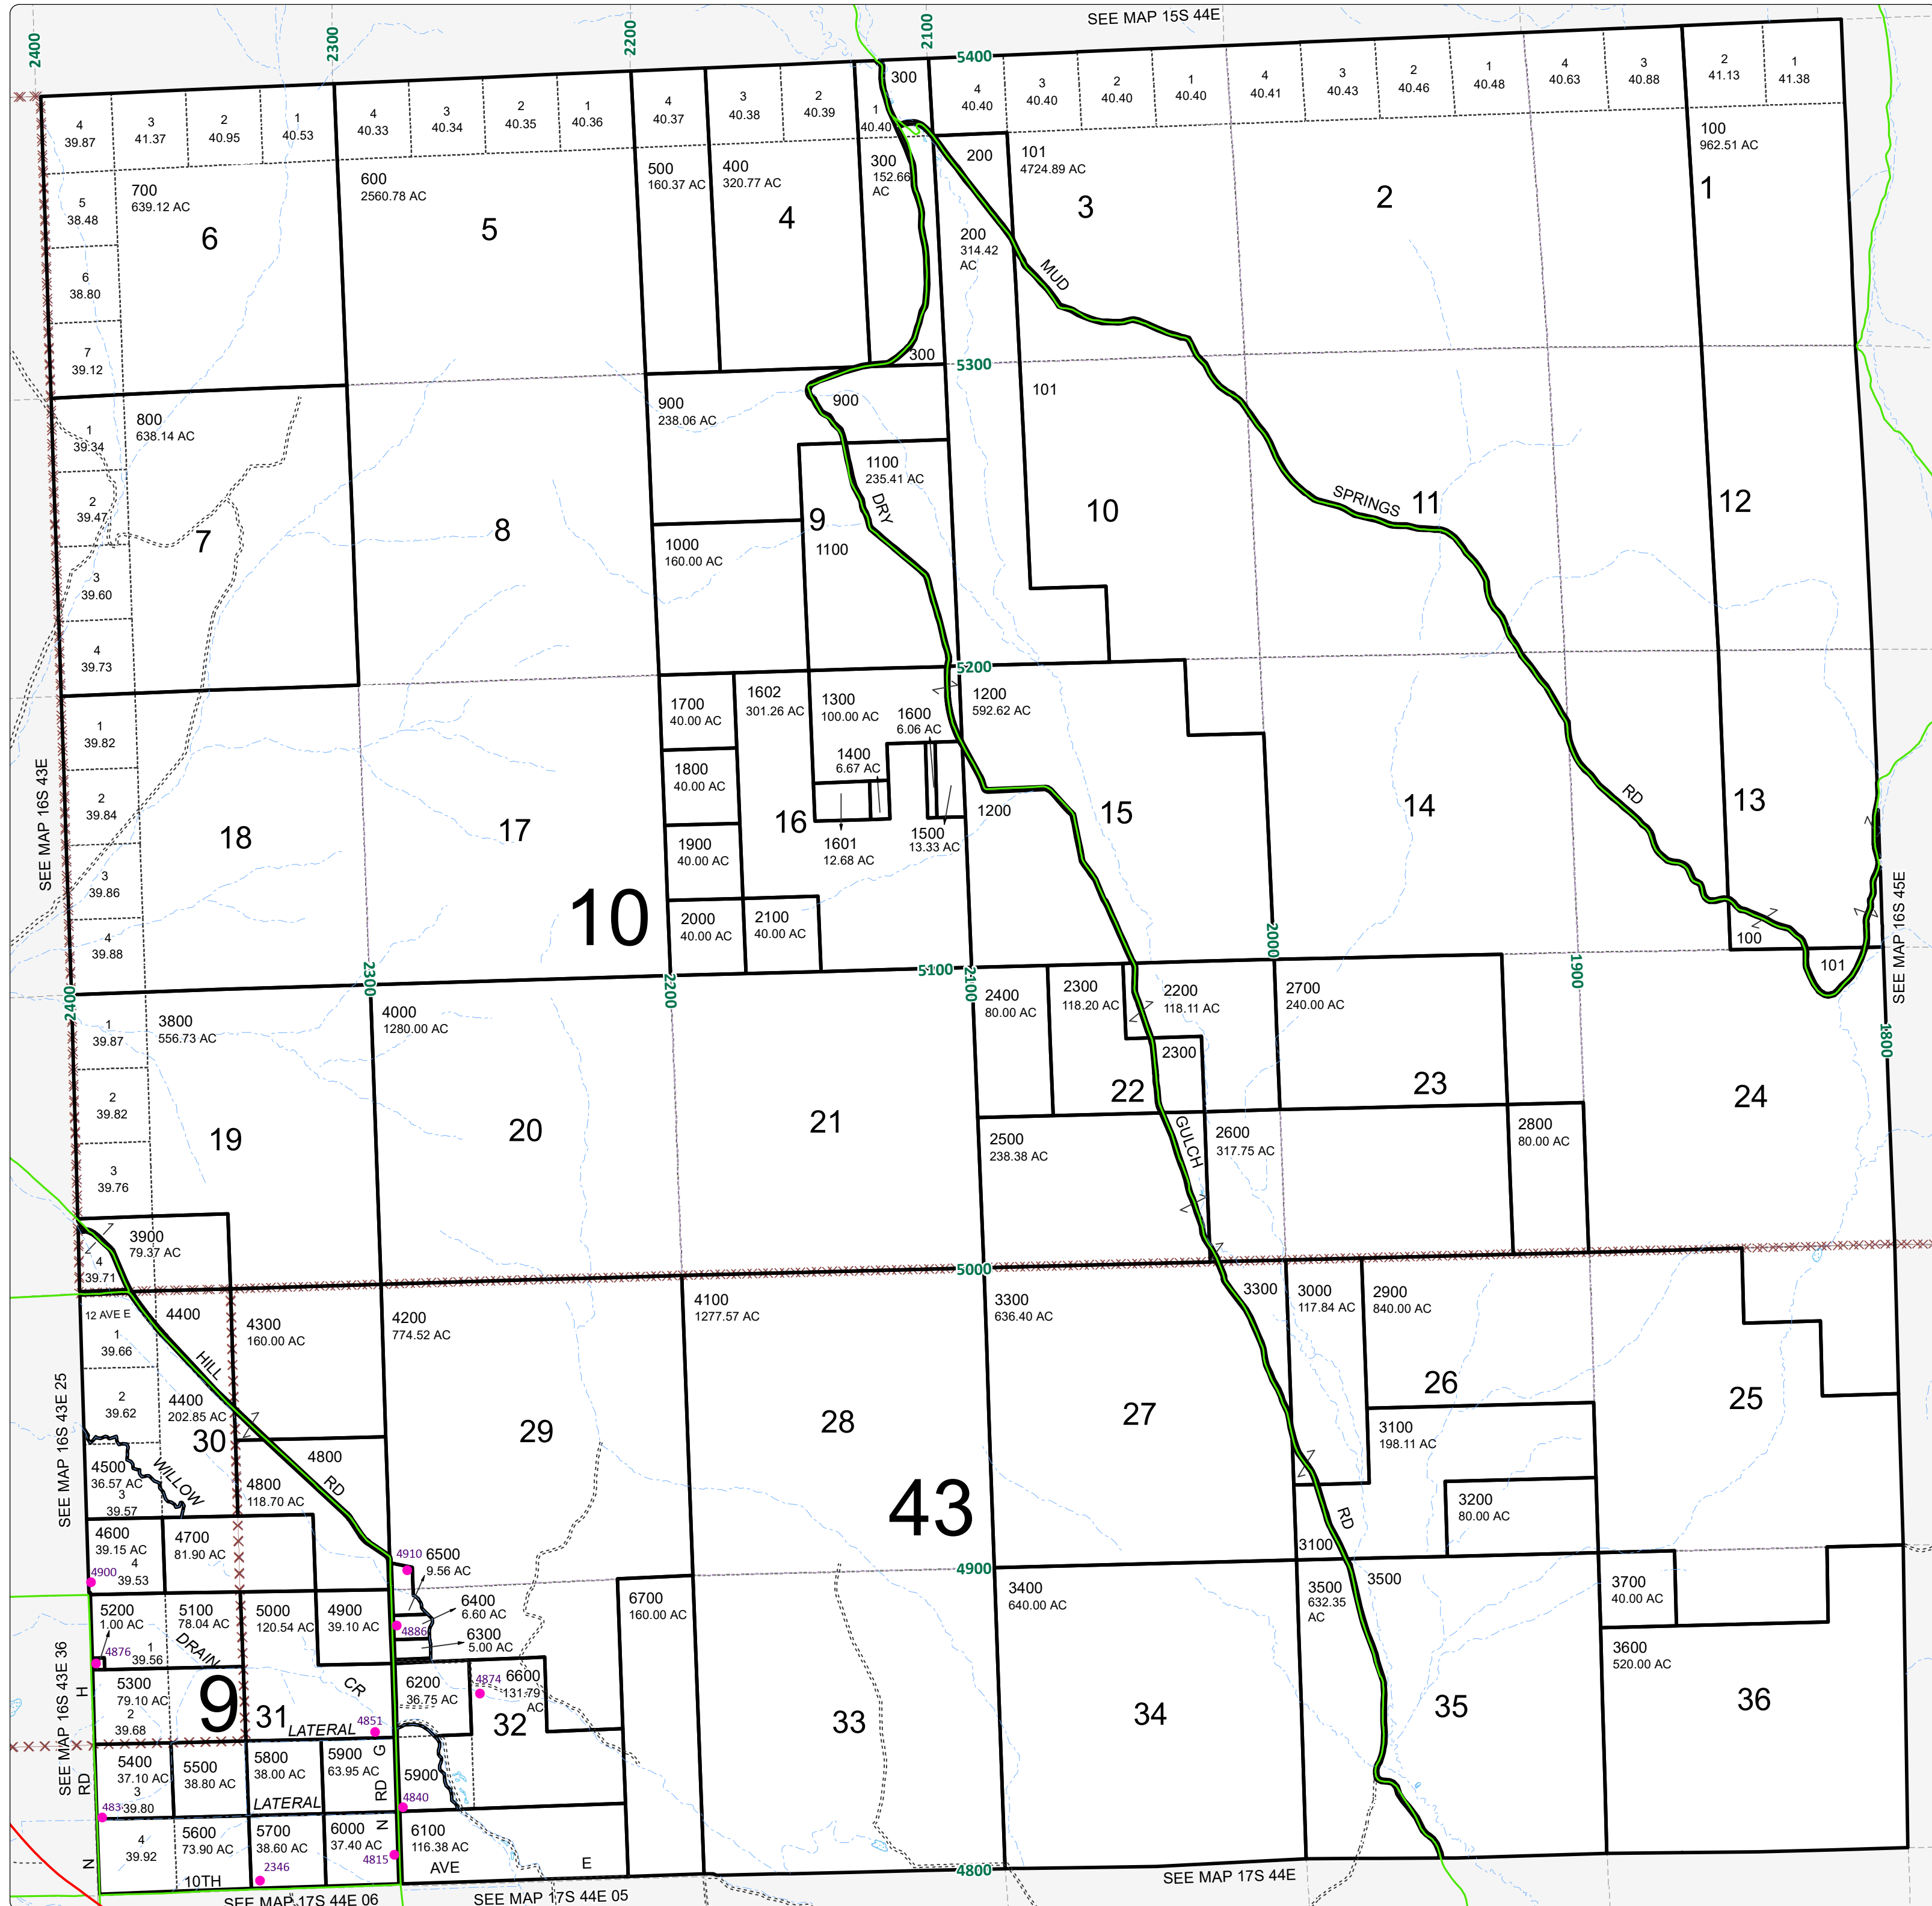 SEE MAP 15S 44E
2400
2300
2200
2100
5400
4
39.87
3
41.37
2
40.95
1
40.53
4
40.33
3
40.34
2
40.35
1
40.36
4
40.37
3
40.38
2
40.39
1
40.40
300
4
40.40
3
40.40
2
40.40
1
40.40
4
40.41
3
40.43
2
40.46
1
40.48
4
40.63
3
40.88
2
41.13
1
41.38
5
38.48
6
38.80
7
39.12
700
639.12 AC
6
600
2560.78 AC
5
500
160.37 AC
400
320.77 AC
4
300
152.66
AC
200
200
314.42
AC
101
4724.89 AC
3
MUD
2
100
962.51 AC
1
300
5300
1
39.34
2
39.47
3
39.60
4
39.73
800
638.14 AC
7
8
900
238.06 AC
900
1100
235.41 AC
DRY
9
1100
1000
160.00 AC
101
10
SPRINGS
11
12
5200
SEE MAP 16S 43E
1
39.82
2
39.84
3
39.86
4
39.88
18
17
10
1700
40.00 AC
1602
301.26 AC
1300
100.00 AC
1600
6.06 AC
1400
6.67 AC
1800
40.00 AC
1900
40.00 AC
16
1601
12.68 AC
1500
13.33 AC
2000
40.00 AC
2100
40.00 AC
1200
592.62 AC
1200
15
14
RD
13
100
101
SEE MAP 16S 45E
2400
2300
2200
5100
2100
2000
1900
1800
1
39.87
2
39.82
3
39.76
4
39.71
3800
556.73 AC
19
4000
1280.00 AC
20
21
2400
80.00 AC
2300
118.20 AC
2200
118.11 AC
2300
22
2700
240.00 AC
23
24
2500
238.38 AC
GULCH
2600
317.75 AC
2800
80.00 AC
3900
79.37 AC
5000
12 AVE E
1
39.66
2
39.62
4400
4300
160.00 AC
HILL
4400
202.85 AC
30
4200
774.52 AC
29
4100
1277.57 AC
28
43
3300
636.40 AC
27
3300
3000
117.84 AC
2900
840.00 AC
26
25
3100
198.11 AC
3200
80.00 AC
RD
3100
SEE MAP 16S 43E 25
4500
36.57 AC
3
39.57
WILLOW
4800
4800
118.70 AC
RD
4600
39.15 AC
4
39.53
4900
4700
81.90 AC
4910
6500
9.56 AC
4900
5200
1.00 AC
4876
1
39.56
5100
78.04 AC
DRAIN
5000
120.54 AC
4900
39.10 AC
4886
6400
6.60 AC
6300
5.00 AC
6700
160.00 AC
3400
640.00 AC
3500
632.35
AC
3500
3700
40.00 AC
3600
520.00 AC
SEE MAP 16S 43E 36
H
RD
N
5300
79.10 AC
2
39.68
9
31
CR
LATERAL
4851
6200
36.75 AC
4874
6600
131.79
AC
32
33
34
35
36
5400
37.10 AC
3
39.80
5500
38.80 AC
5800
38.00 AC
5900
63.95 AC
G
RD
N
5900
4840
LATERAL
4
39.92
5600
73.90 AC
5700
38.60 AC
2346
6000
37.40 AC
4815
6100
116.38 AC
10TH
AVE
E
4800
SEE MAP 17S 44E 06
SEE MAP 17S 44E 05
SEE MAP 17S 44E